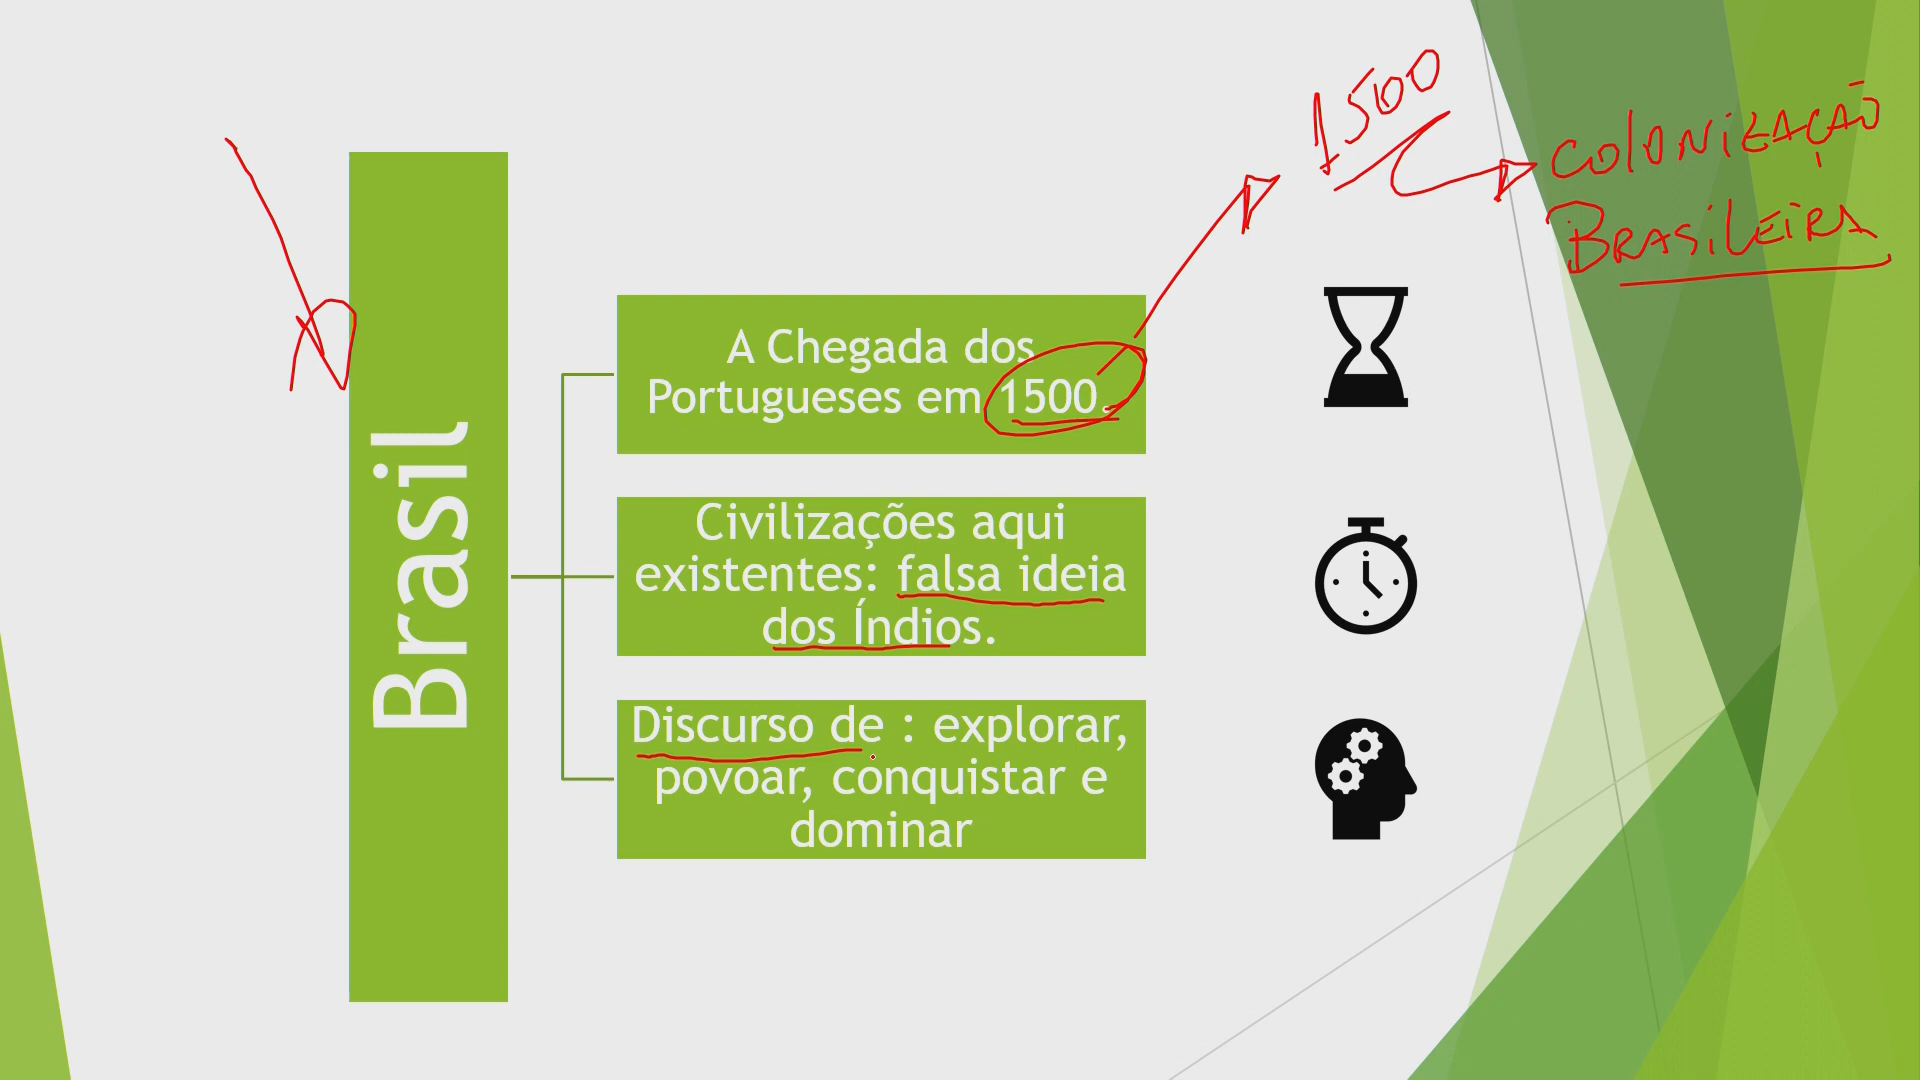 Brasil
A Chegada dos
Portugueses em 1500.
Civilizações aqui
existentes: falsa ideia
dos Índios.
Discurso de : explorar,
povoar, conquistar e
dominar
1500
COLONIZAÇÃO
BRASILEIRA